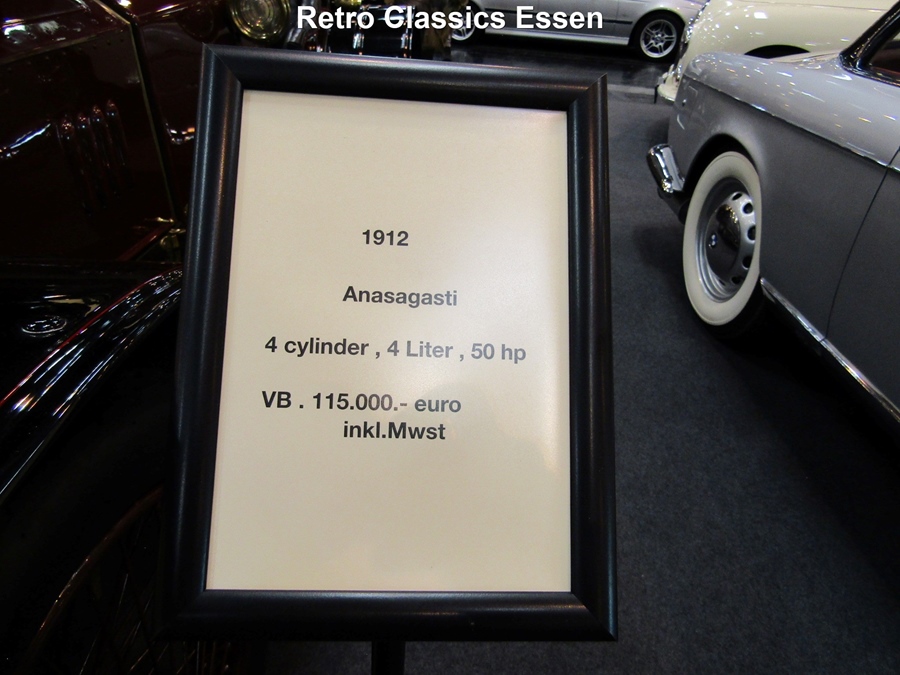 Retro Classics Essen
1912
Anasagasti
4 cylinder , 4 Liter , 50 hp
VB . 115.000.- euro
inkl.Mwst